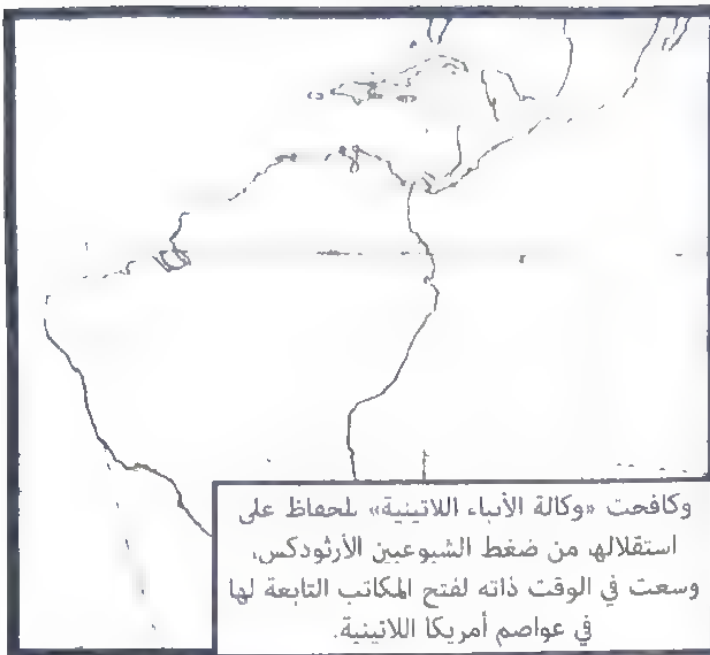 وكافحت «وكالة الأنباء اللاتينية» للحفاظ على
استقلالها من ضغط الشيوعيين الأرثودكس،
وسعت في الوقت ذاته لفتح المكاتب التابعة لها
في عواصم أمريكا اللاتينية.